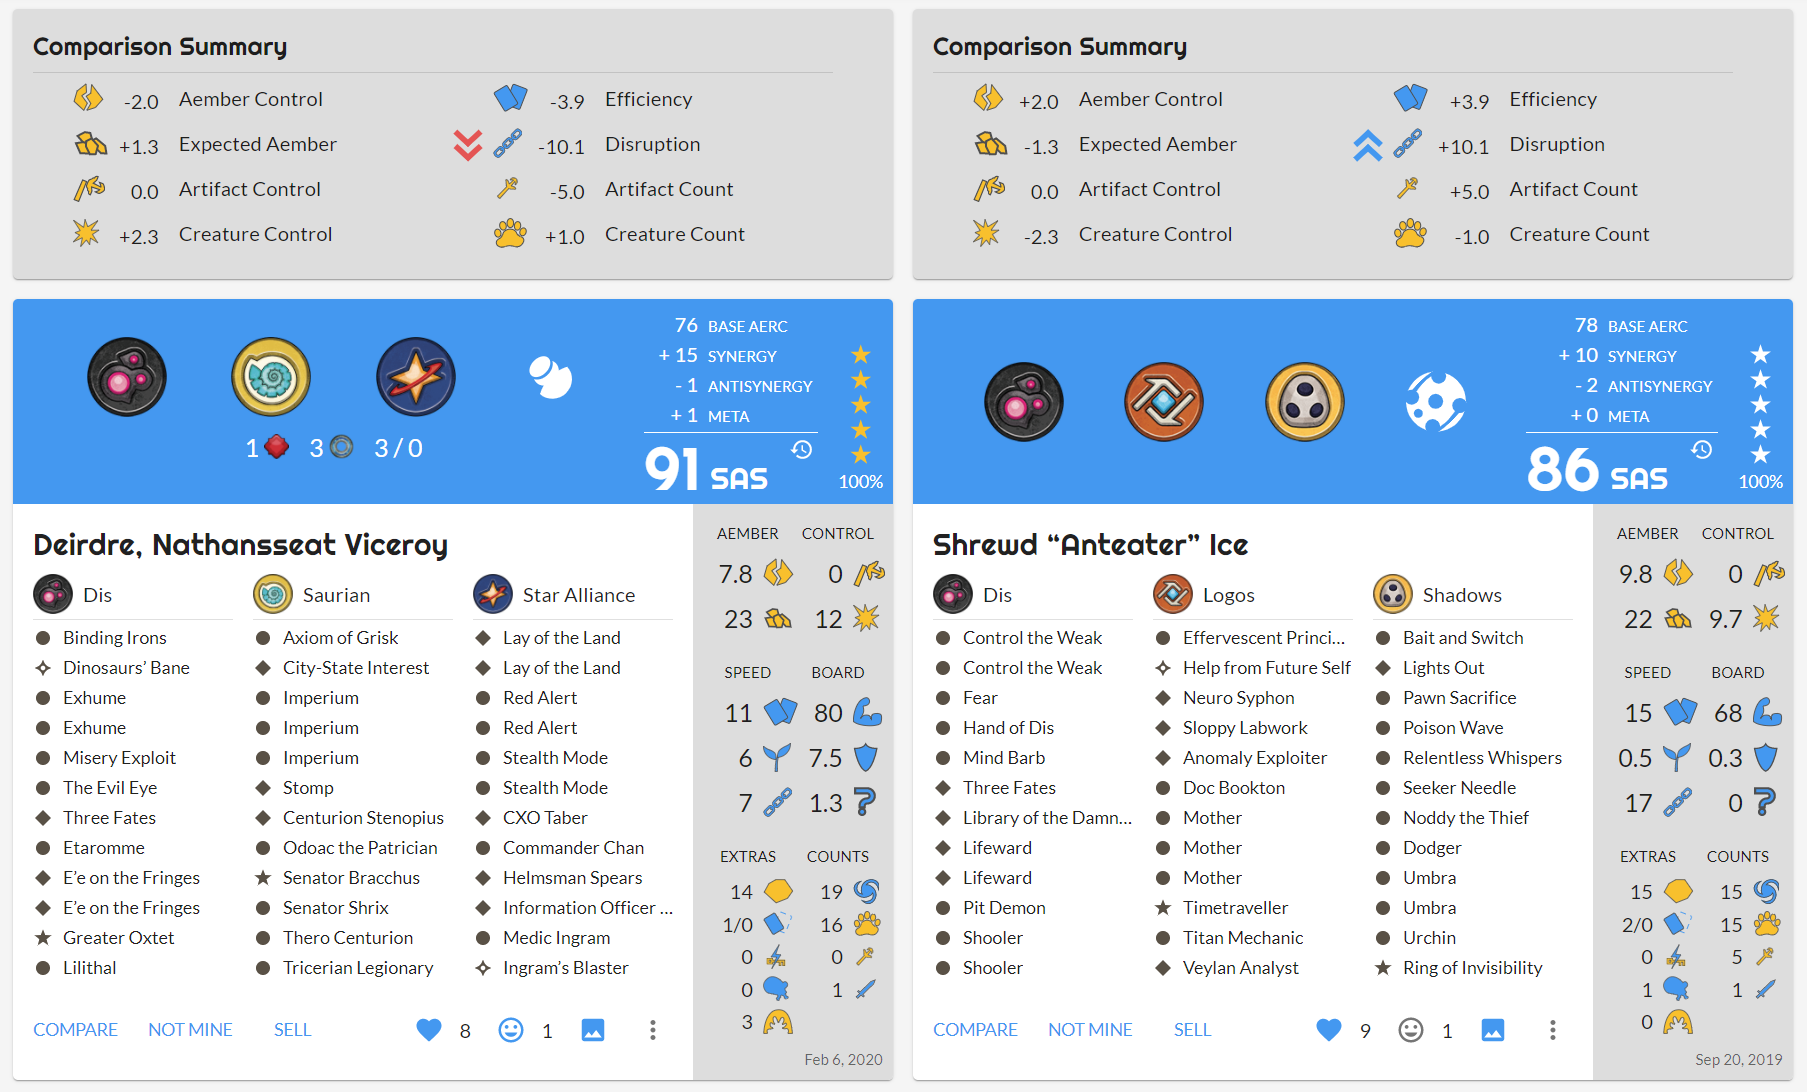 Comparison Summary
-2.0 Aember Control -3.9 Efficiency
+1.3 Expected Aember -10.1 Disruption
0.0 Artifact Control -5.0 Artifact Count
+2.3 Creature Control +1.0 Creature Count
76 BASE AERC
+ 15 SYNERGY
- 1 ANTISYNERGY
+ 1 META
1 3 3 / 0
91 SAS
100%
Deirdre, Nathansseat Viceroy
Dis Saurian Star Alliance
Binding Irons Axiom of Grisk Lay of the Land
Dinosaurs’ Bane City-State Interest Lay of the Land
Exhume Imperium Red Alert
Exhume Imperium Red Alert
Misery Exploit Imperium Stealth Mode
The Evil Eye Stomp Stealth Mode
Three Fates Centurion Stenopius CXO Taber
Etaromme Odoac the Patrician Commander Chan
E’e on the Fringes Senator Bracchus Helmsman Spears
E’e on the Fringes Senator Shrix Information Officer ...
Greater Oxtet Thero Centurion Medic Ingram
Lilithal Tricerian Legionary Ingram’s Blaster
COMPARE NOT MINE SELL 8 1
AEMBER CONTROL
7.8 0
23 12
SPEED BOARD
11 80
6 7.5
7 1.3
EXTRAS COUNTS
14 19
1/0 16
0 0
0 1
3
Feb 6, 2020
Comparison Summary
+2.0 Aember Control +3.9 Efficiency
-1.3 Expected Aember +10.1 Disruption
0.0 Artifact Control +5.0 Artifact Count
-2.3 Creature Control -1.0 Creature Count
78 BASE AERC
+ 10 SYNERGY
- 2 ANTISYNERGY
+ 0 META
86 SAS
100%
Shrewd “Anteater” Ice
Dis Logos Shadows
Control the Weak Effervescent Princi... Bait and Switch
Control the Weak Help from Future Self Lights Out
Fear Neuro Syphon Pawn Sacrifice
Hand of Dis Sloppy Labwork Poison Wave
Mind Barb Anomaly Exploiter Relentless Whispers
Three Fates Doc Bookton Seeker Needle
Library of the Damn... Mother Noddy the Thief
Lifeward Mother Dodger
Lifeward Mother Umbra
Pit Demon Timetraveller Umbra
Shooler Titan Mechanic Urchin
Shooler Veylan Analyst Ring of Invisibility
COMPARE NOT MINE SELL 9 1
AEMBER CONTROL
9.8 0
22 9.7
SPEED BOARD
15 68
0.5 0.3
17 0
EXTRAS COUNTS
15 15
2/0 15
0 5
1 1
0
Sep 20, 2019